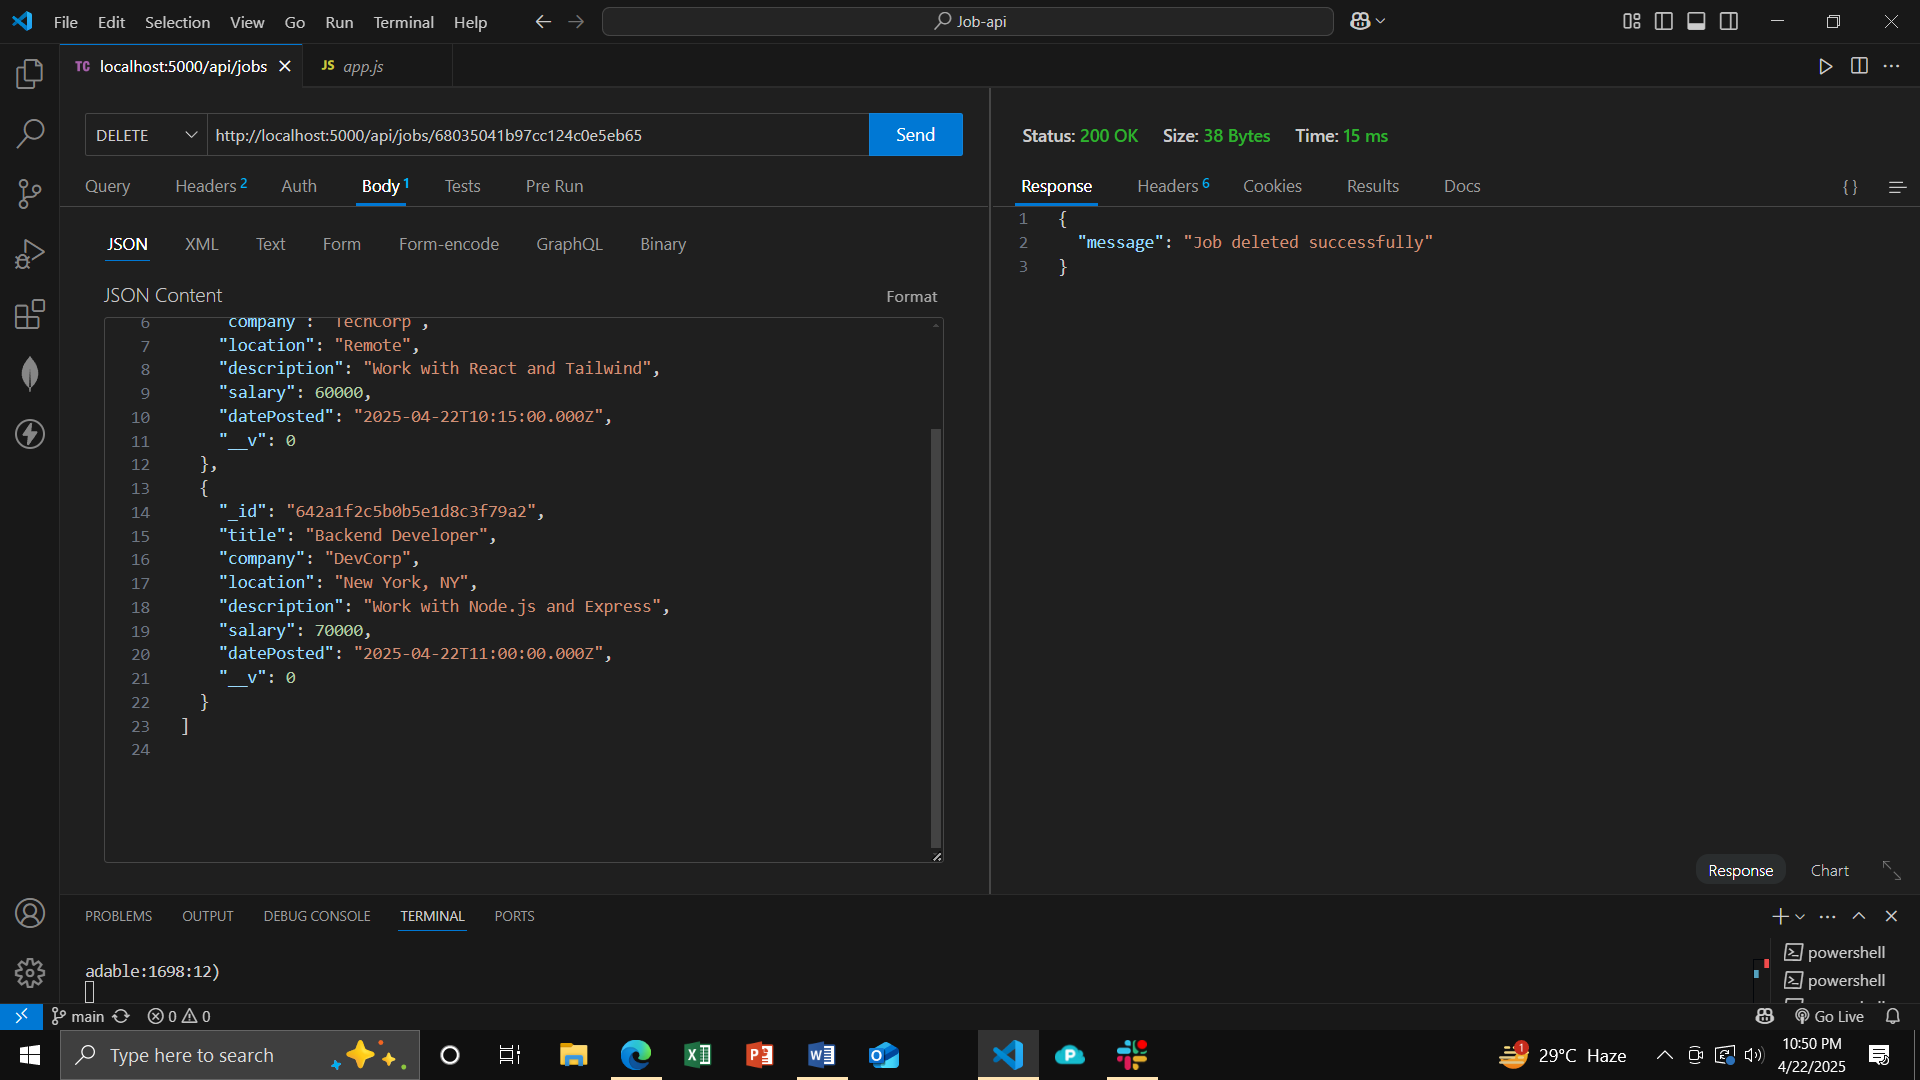 File Edit Selection View Go Run Terminal Help
Job-api
TC localhost:5000/api/jobs
JS app.js
DELETE http://localhost:5000/api/jobs/68035041b97cc124c0e5eb65 Send
Query Headers 2 Auth Body 1 Tests Pre Run
JSON XML Text Form Form-encode GraphQL Binary
JSON Content Format
6 "company": "TechCorp",
7 "location": "Remote",
8 "description": "Work with React and Tailwind",
9 "salary": 60000,
10 "datePosted": "2025-04-22T10:15:00.000Z",
11 "__v": 0
12 },
13 {
14 "_id": "642a1f2c5b0b5e1d8c3f79a2",
15 "title": "Backend Developer",
16 "company": "DevCorp",
17 "location": "New York, NY",
18 "description": "Work with Node.js and Express",
19 "salary": 70000,
20 "datePosted": "2025-04-22T11:00:00.000Z",
21 "__v": 0
22 }
23 ]
24
Status: 200 OK Size: 38 Bytes Time: 15 ms
Response Headers 6 Cookies Results Docs { }
1 {
2 "message": "Job deleted successfully"
3 }
Response Chart
PROBLEMS OUTPUT DEBUG CONSOLE TERMINAL PORTS
adable:1698:12)
powershell
powershell
main 0 0 Go Live
Type here to search
1 29°C Haze
10:50 PM
4/22/2025